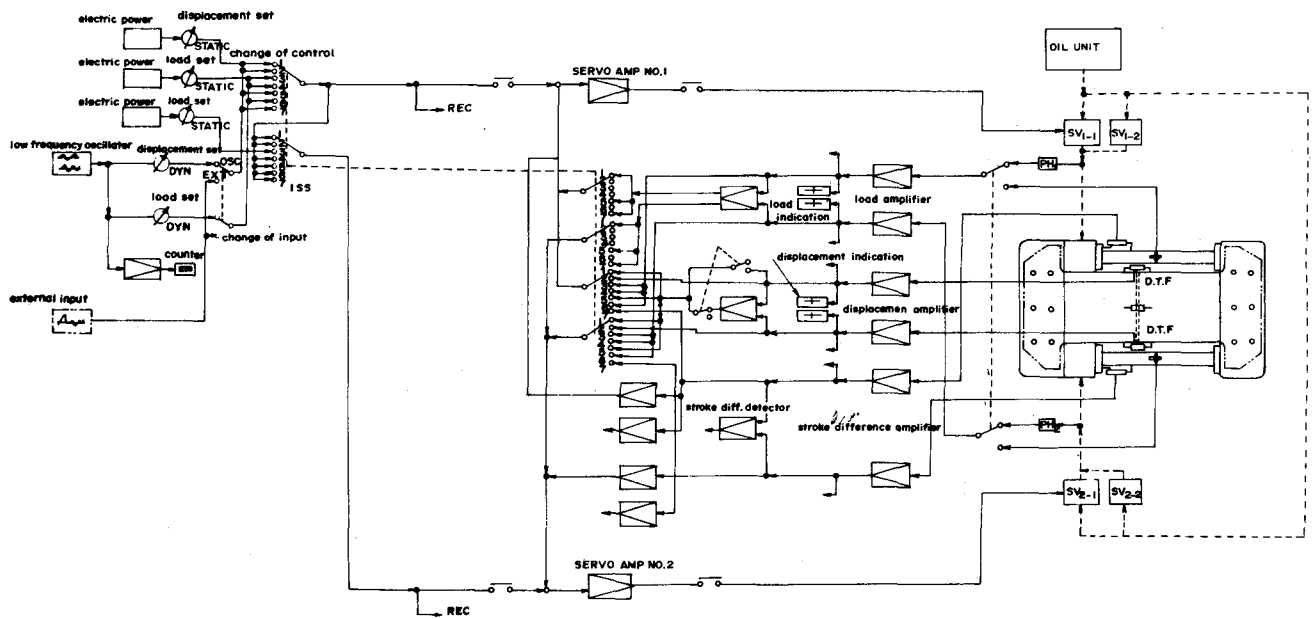 electric power
displacement set
STATIC
electric power
load set
STATIC
change of control
electric power
load set
STATIC
low frequency oscillator
displacement set
DYN
OSC
EXT
ISS
load set
DYN
change of input
counter
external input
REC
SERVO AMP NO.1
OIL UNIT
SV1-1
SV1-2
PH
load indication
load amplifier
displacement indication
displacemen amplifier
D.T.F
D.T.F
stroke diff. detector
stroke difference amplifier
PH
SV2-1
SV2-2
SERVO AMP NO.2
REC